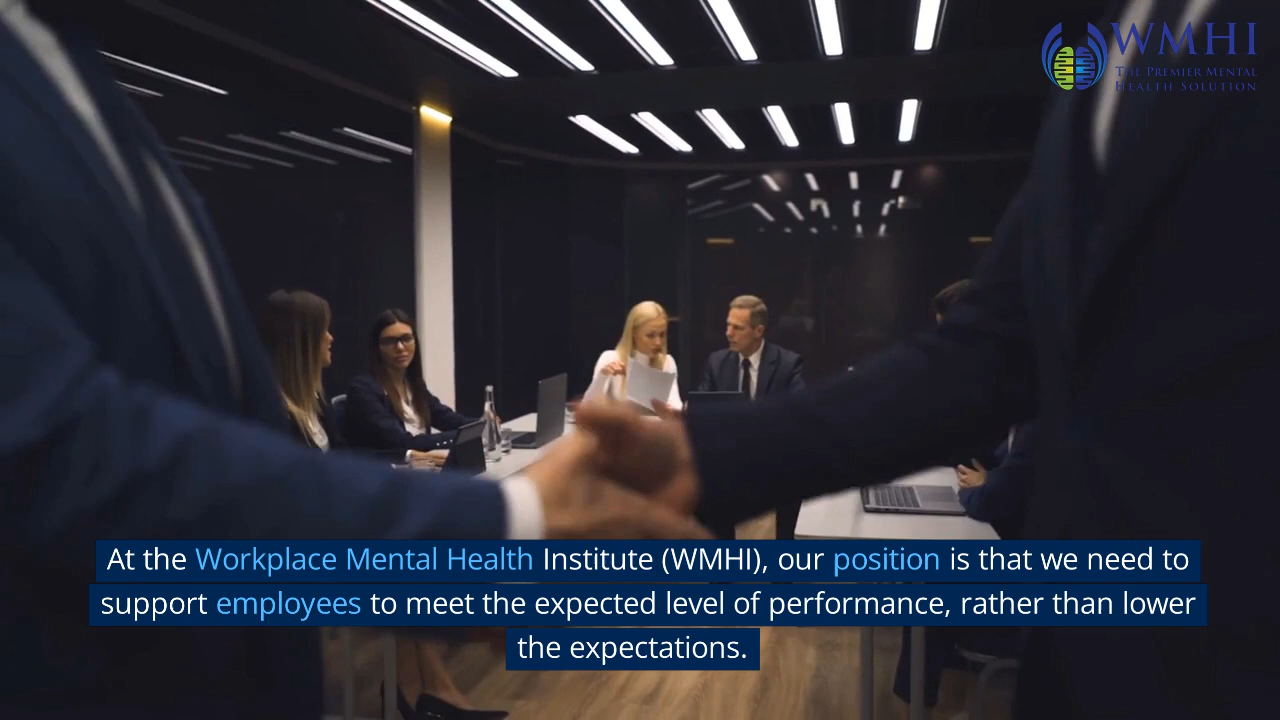 WMHI
The Premier Mental
Health Solution
At the Workplace Mental Health Institute (WMHI), our position is that we need to
support employees to meet the expected level of performance, rather than lower
the expectations.